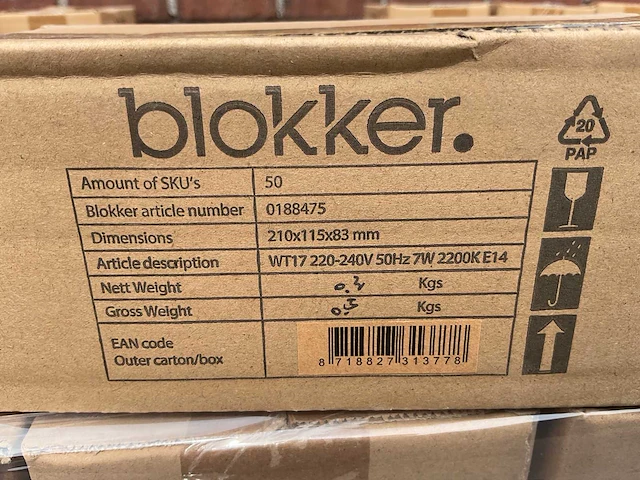 blokker.
20
PAP
Amount of SKU's 50
Blokker article number 0188475
Dimensions 210x115x83 mm
Article description WT17 220-240V 50Hz 7W 2200K E14
Nett Weight Kgs
Gross Weight Kgs
EAN code
Outer carton/box
8 718827 313778